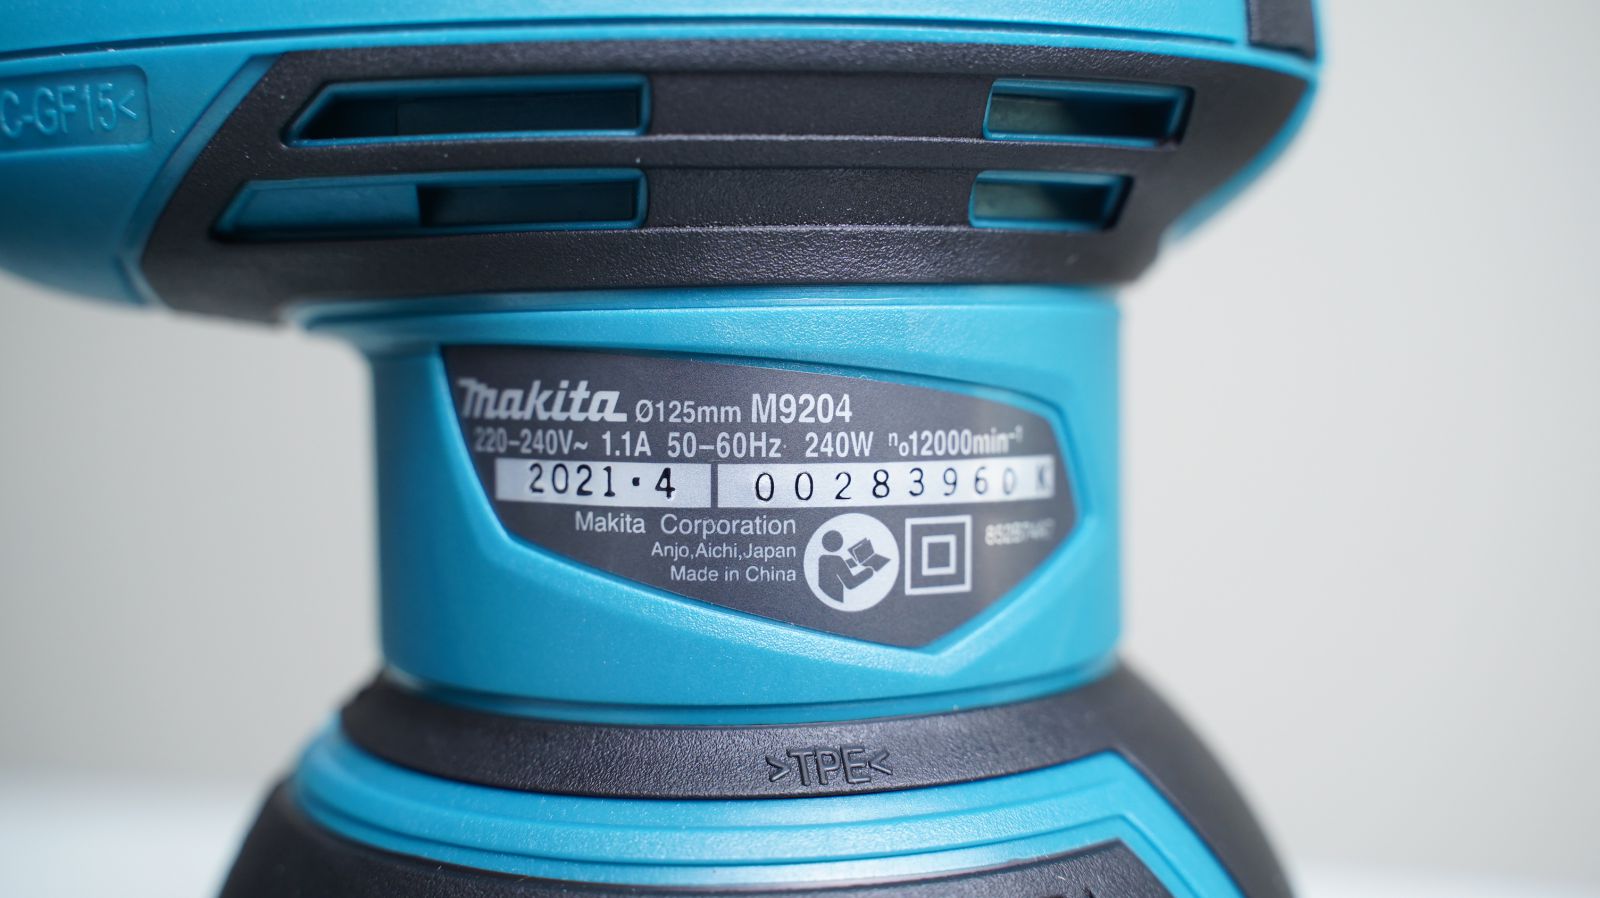 C-GF15<
makita Ø125mm M9204
220-240V~ 1.1A 50-60Hz 240W n₀12000min⁻¹
2021・4 00283960 K
Makita Corporation
Anjo,Aichi,Japan
Made in China
>TPE<